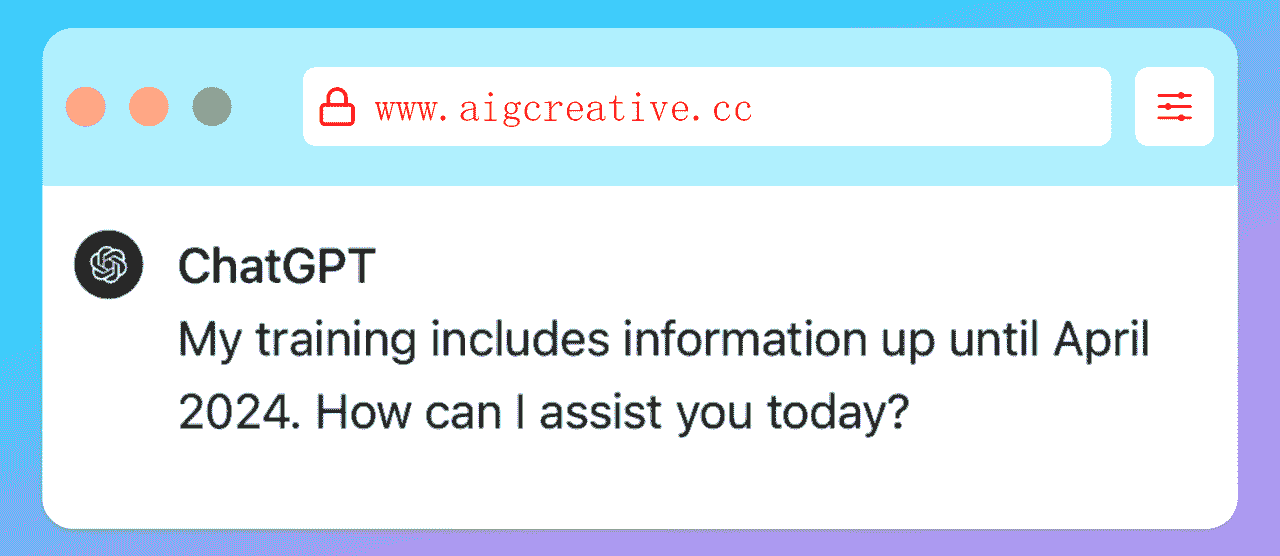 www.aigcreative.cc
ChatGPT
My training includes information up until April
2024. How can I assist you today?